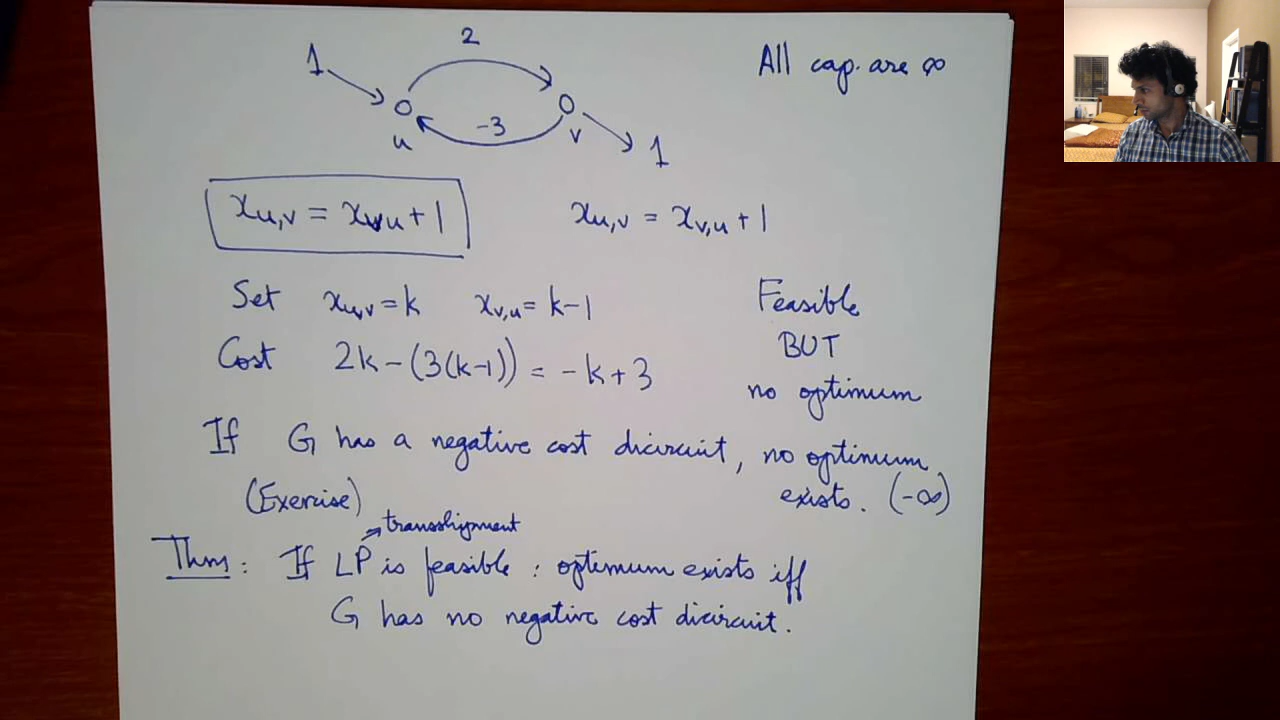 2
1
All cap. are ∞
-3
u
v
1
x_{u,v} = x_{v,u} + 1
x_{u,v} = x_{v,u} + 1
Set x_{u,v} = k x_{v,u} = k-1
Feasible
Cost 2k - (3(k-1)) = -k + 3
BUT
no optimum
If G has a negative cost dicircuit, no optimum
(Exercise)
exists. (-∞)
transshipment
Thm: If LP is feasible : optimum exists iff
G has no negative cost dicircuit.